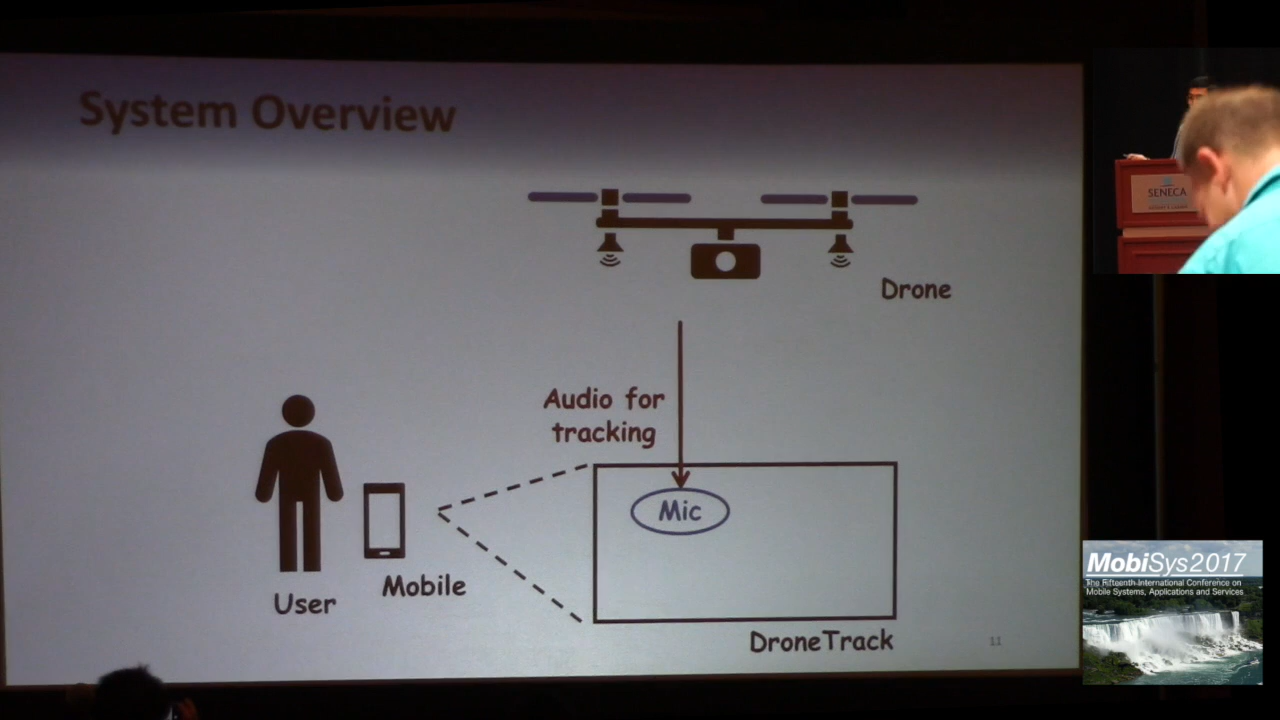 System Overview
Drone
Audio for
tracking
Mic
Mobile
User
DroneTrack
11
SENECA
MobiSys2017
The Fifteenth International Conference on
Mobile Systems, Applications and Services